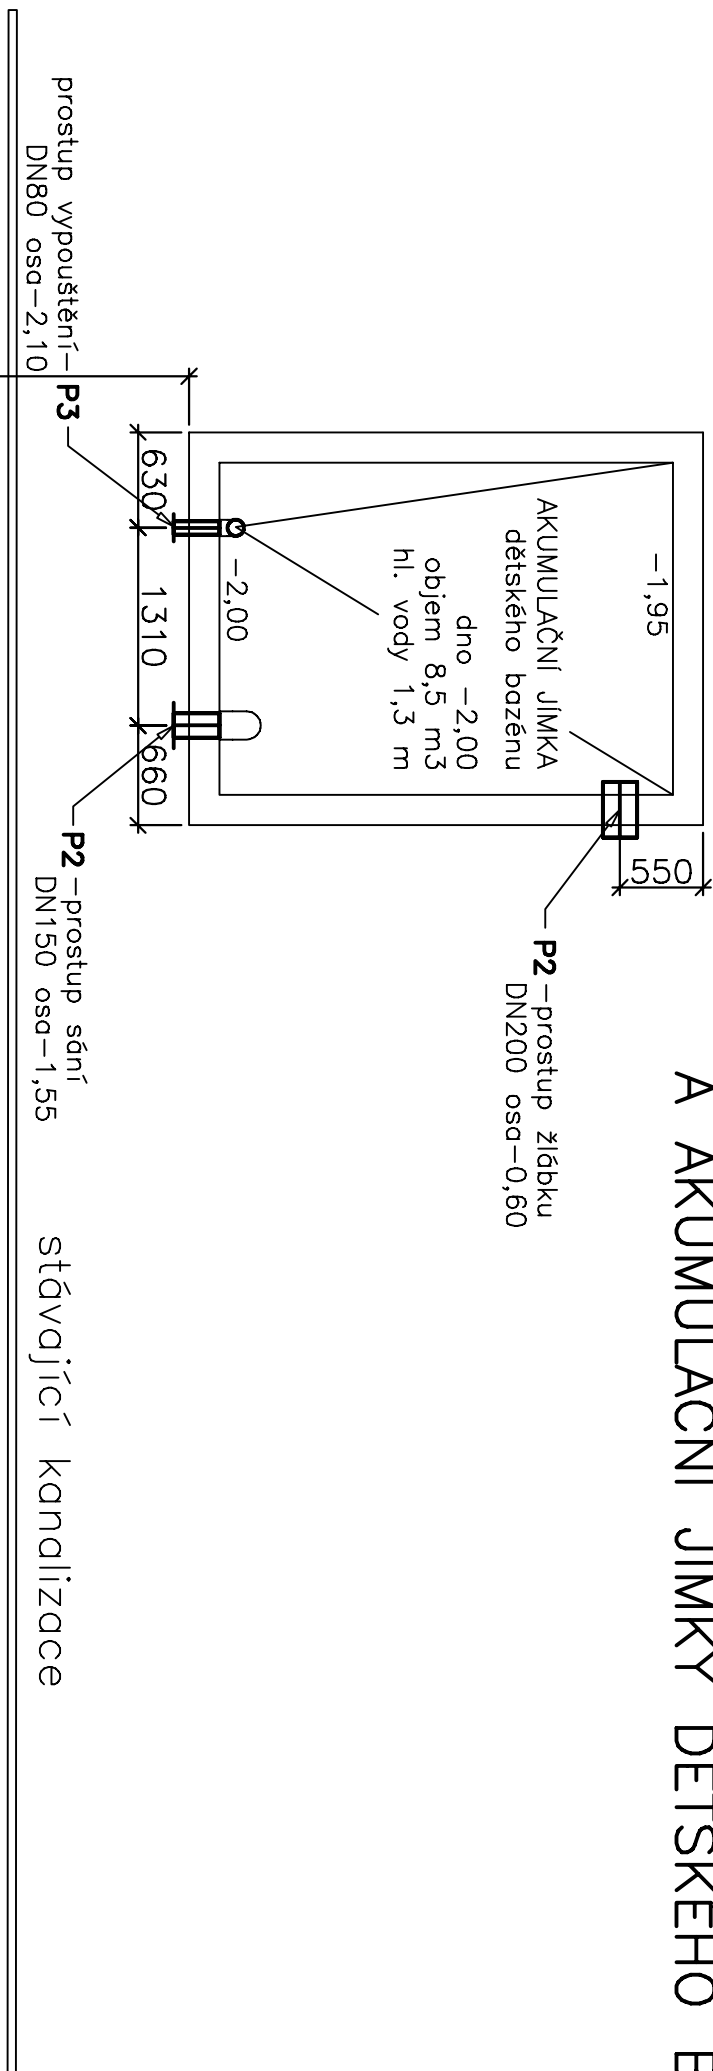 A AKUMULAČNÍ JÍMKY DĚTSKÉHO
550
-1,95
AKUMULAČNÍ JÍMKA
dětského bazénu
dno -2,00
objem 8,5 m3
hl. vody 1,3 m
-2,00
P2-prostup žlábku
DN200 osa-0,60
630
1310
660
prostup vypouštění-P3
DN80 osa-2,10
P2-prostup sání
DN150 osa-1,55
stávající kanalizace